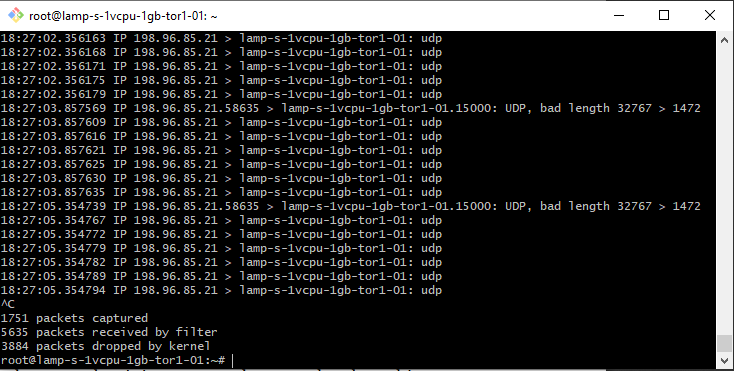 root@lamp-s-1vcpu-1gb-tor1-01: ~
18:27:02.356163 IP 198.96.85.21 > lamp-s-1vcpu-1gb-tor1-01: udp
18:27:02.356168 IP 198.96.85.21 > lamp-s-1vcpu-1gb-tor1-01: udp
18:27:02.356171 IP 198.96.85.21 > lamp-s-1vcpu-1gb-tor1-01: udp
18:27:02.356175 IP 198.96.85.21 > lamp-s-1vcpu-1gb-tor1-01: udp
18:27:02.356179 IP 198.96.85.21 > lamp-s-1vcpu-1gb-tor1-01: udp
18:27:03.857569 IP 198.96.85.21.58635 > lamp-s-1vcpu-1gb-tor1-01.15000: UDP, bad length 32767 > 1472
18:27:03.857609 IP 198.96.85.21 > lamp-s-1vcpu-1gb-tor1-01: udp
18:27:03.857616 IP 198.96.85.21 > lamp-s-1vcpu-1gb-tor1-01: udp
18:27:03.857621 IP 198.96.85.21 > lamp-s-1vcpu-1gb-tor1-01: udp
18:27:03.857625 IP 198.96.85.21 > lamp-s-1vcpu-1gb-tor1-01: udp
18:27:03.857630 IP 198.96.85.21 > lamp-s-1vcpu-1gb-tor1-01: udp
18:27:03.857635 IP 198.96.85.21 > lamp-s-1vcpu-1gb-tor1-01: udp
18:27:05.354739 IP 198.96.85.21.58635 > lamp-s-1vcpu-1gb-tor1-01.15000: UDP, bad length 32767 > 1472
18:27:05.354767 IP 198.96.85.21 > lamp-s-1vcpu-1gb-tor1-01: udp
18:27:05.354772 IP 198.96.85.21 > lamp-s-1vcpu-1gb-tor1-01: udp
18:27:05.354779 IP 198.96.85.21 > lamp-s-1vcpu-1gb-tor1-01: udp
18:27:05.354782 IP 198.96.85.21 > lamp-s-1vcpu-1gb-tor1-01: udp
18:27:05.354789 IP 198.96.85.21 > lamp-s-1vcpu-1gb-tor1-01: udp
18:27:05.354794 IP 198.96.85.21 > lamp-s-1vcpu-1gb-tor1-01: udp
^C
1751 packets captured
5635 packets received by filter
3884 packets dropped by kernel
root@lamp-s-1vcpu-1gb-tor1-01:~#